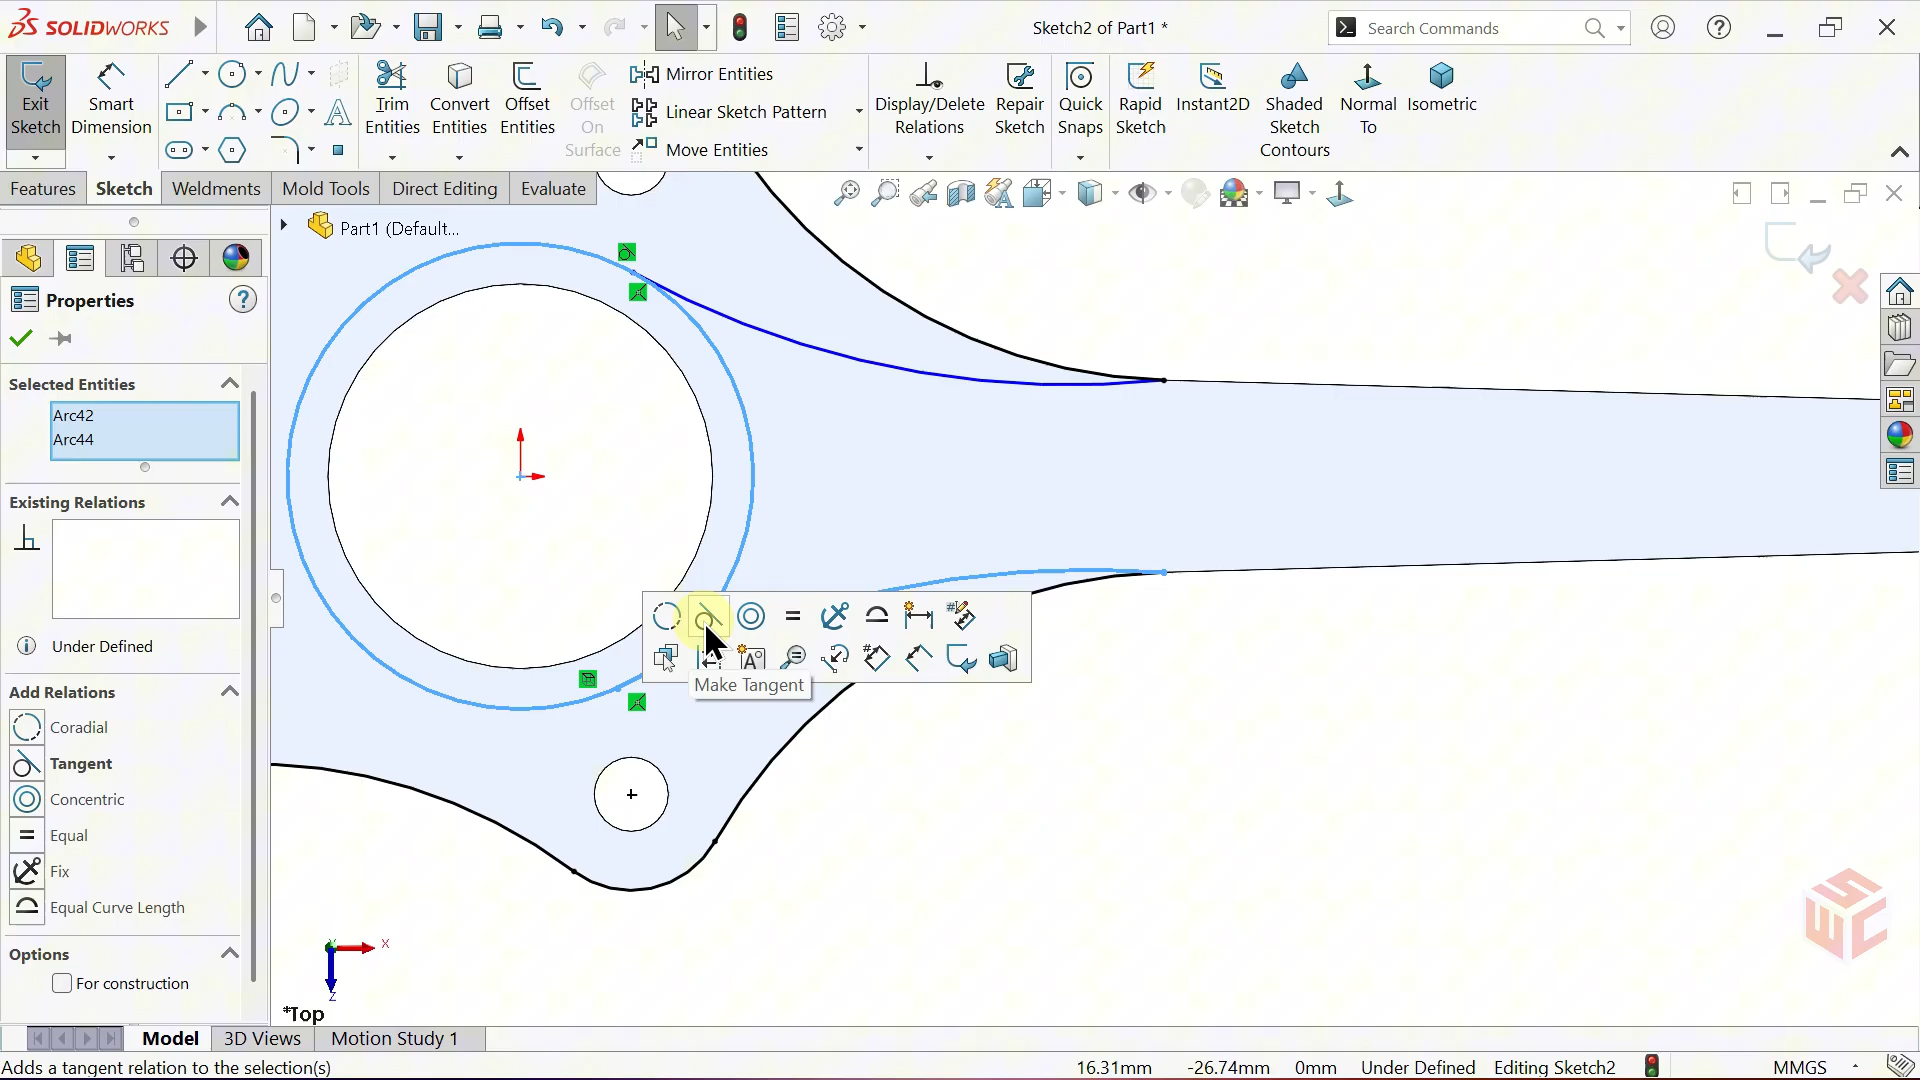 SOLIDWORKS
Sketch2 of Part1 *
Search Commands
Exit Sketch
Smart Dimension
Trim Entities
Convert Entities
Offset Entities
Offset On Surface
Mirror Entities
Linear Sketch Pattern
Move Entities
Display/Delete Relations
Repair Sketch
Quick Snaps
Rapid Sketch
Instant2D
Shaded Sketch Contours
Normal To
Isometric
Features
Sketch
Weldments
Mold Tools
Direct Editing
Evaluate
Part1 (Default...
Properties
Selected Entities
Arc42
Arc44
Existing Relations
Under Defined
Add Relations
Coradial
Tangent
Concentric
Equal
Fix
Equal Curve Length
Options
For construction
Make Tangent
X
Y
Z
*Top
SWC
Model
3D Views
Motion Study 1
Adds a tangent relation to the selection(s)
16.31mm
-26.74mm
0mm
Under Defined
Editing Sketch2
MMGS